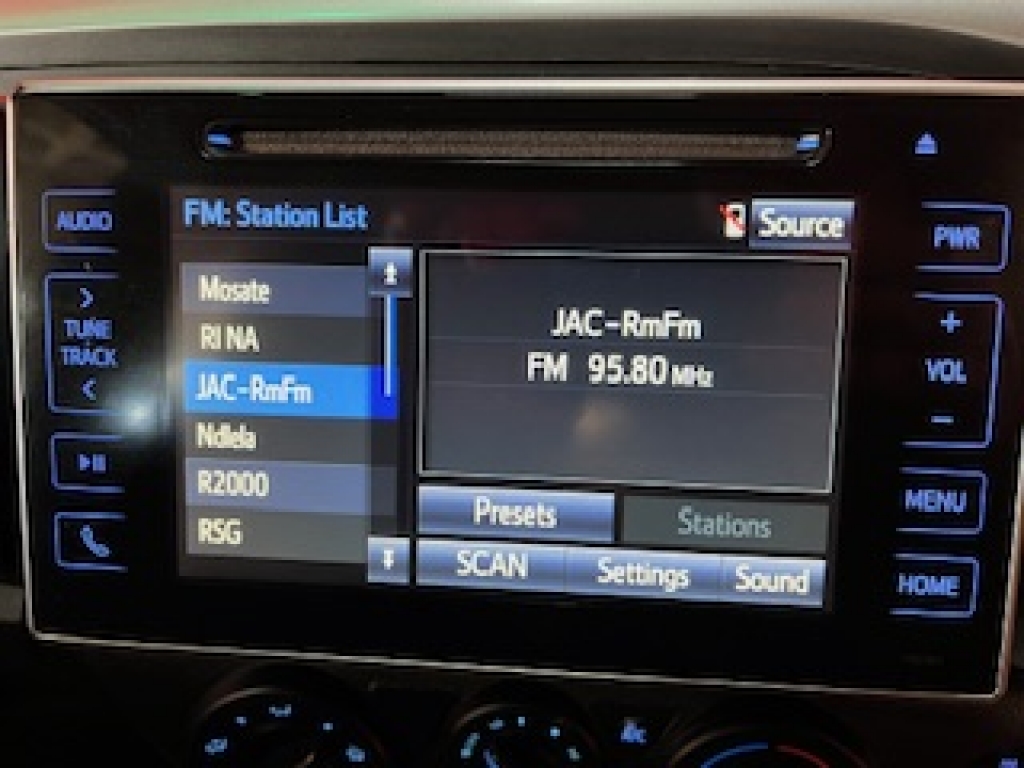 AUDIO
TUNE
TRACK
FM: Station List
Source
Mosate
RI NA
JAC-RmFm
Ndlela
R2000
RSG
JAC-RmFm
FM 95.80 MHz
Presets
Stations
SCAN
Settings
Sound
PWR
+
VOL
-
MENU
HOME
A/C